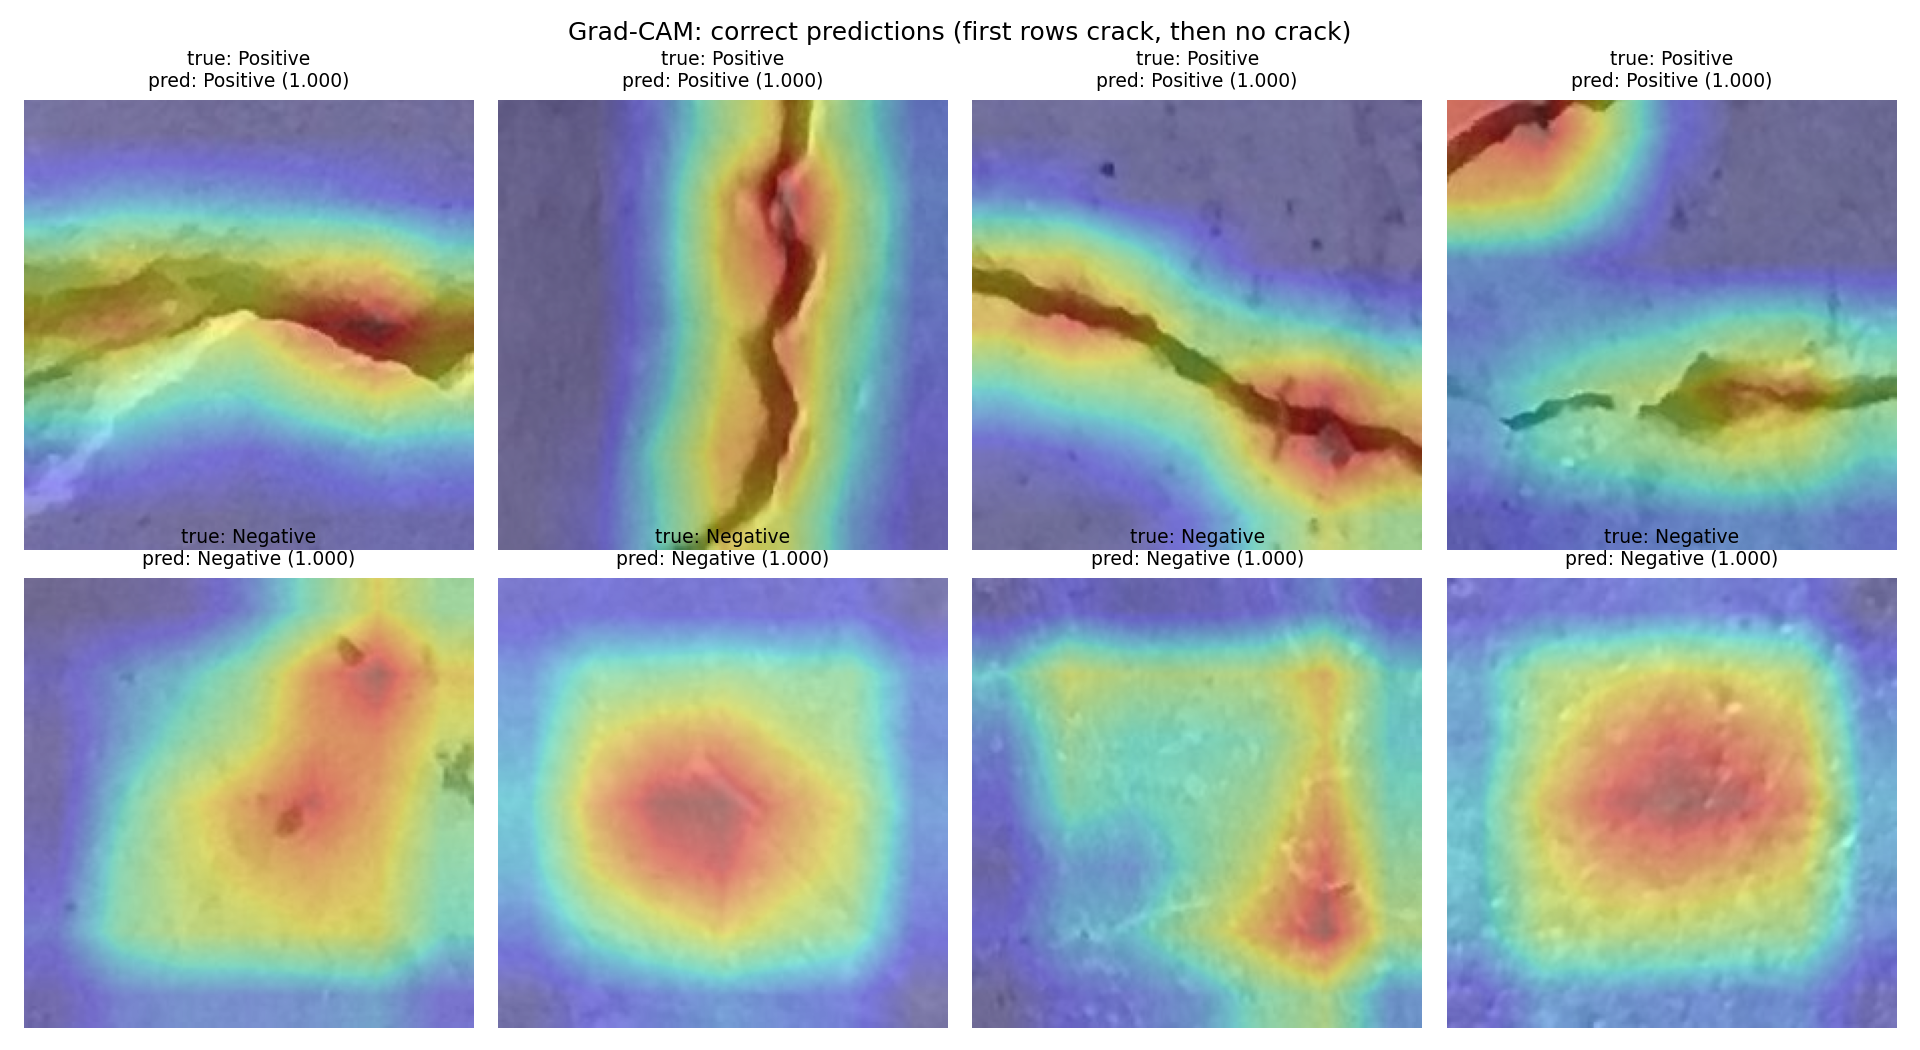 Grad-CAM: correct predictions (first rows crack, then no crack)
true: Positive
pred: Positive (1.000)
true: Positive
pred: Positive (1.000)
true: Positive
pred: Positive (1.000)
true: Positive
pred: Positive (1.000)
true: Negative
pred: Negative (1.000)
true: Negative
pred: Negative (1.000)
true: Negative
pred: Negative (1.000)
true: Negative
pred: Negative (1.000)